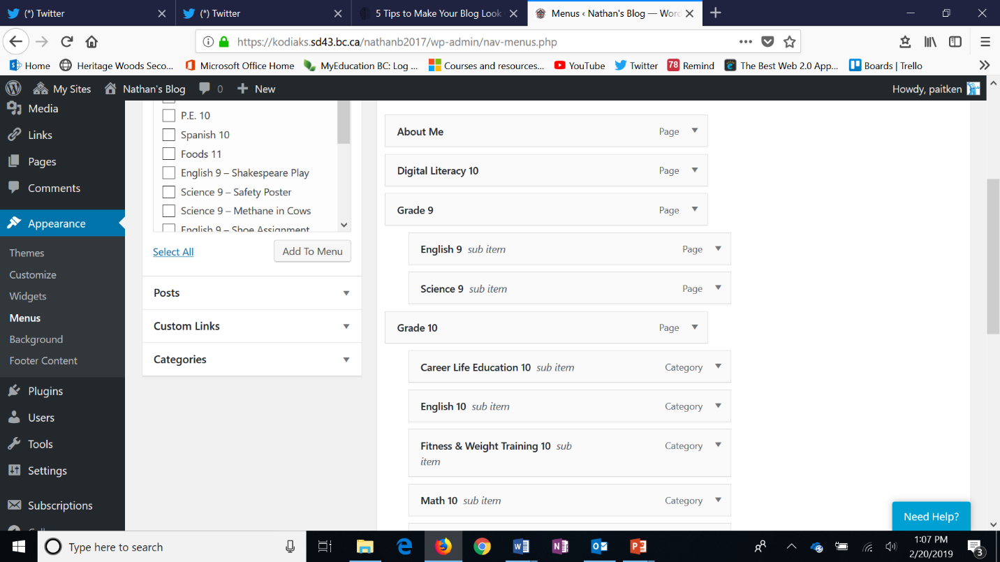 (*) Twitter
(*) Twitter
5 Tips to Make Your Blog Look
Menus ‹ Nathan's Blog — Word
https://kodiaks.sd43.bc.ca/nathanb2017/wp-admin/nav-menus.php
Home
Heritage Woods Seco...
Microsoft Office Home
MyEducation BC: Log ...
Courses and resources...
YouTube
Twitter
78 Remind
The Best Web 2.0 App...
Boards | Trello
My Sites
Nathan's Blog
0
New
Howdy, paitken
Media
Links
Pages
Comments
Appearance
Themes
Customize
Widgets
Menus
Background
Footer Content
Plugins
Users
Tools
Settings
Subscriptions
P.E. 10
Spanish 10
Foods 11
English 9 – Shakespeare Play
Science 9 – Safety Poster
Science 9 – Methane in Cows
English 9 – Shoe Assignment
Select All
Add To Menu
Posts
Custom Links
Categories
About Me Page
Digital Literacy 10 Page
Grade 9 Page
English 9 sub item Page
Science 9 sub item Page
Grade 10 Page
Career Life Education 10 sub item Category
English 10 sub item Category
Fitness & Weight Training 10 sub Category
item
Math 10 sub item Category
Need Help?
Type here to search
1:07 PM
2/20/2019
3